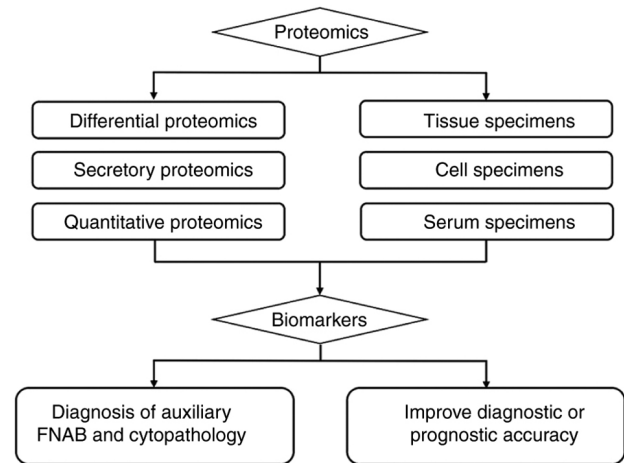 Proteomics
Differential proteomics
Tissue specimens
Secretory proteomics
Cell specimens
Quantitative proteomics
Serum specimens
Biomarkers
Diagnosis of auxiliary
FNAB and cytopathology
Improve diagnostic or
prognostic accuracy